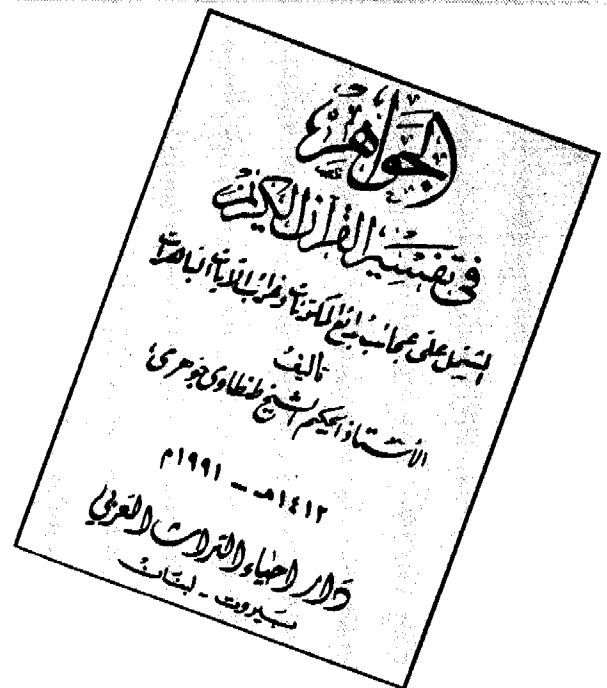 الجواهر
في تفسير القرآن الكريم
المشتمل على عجائب بدائع المكونات وغرائب الآيات الباهرات
تأليف
الأستاذ الحكيم الشيخ طنطاوي جوهري
١٤١٢هـ - ١٩٩١م
دار احياء التراث العربي
بيروت - لبنان